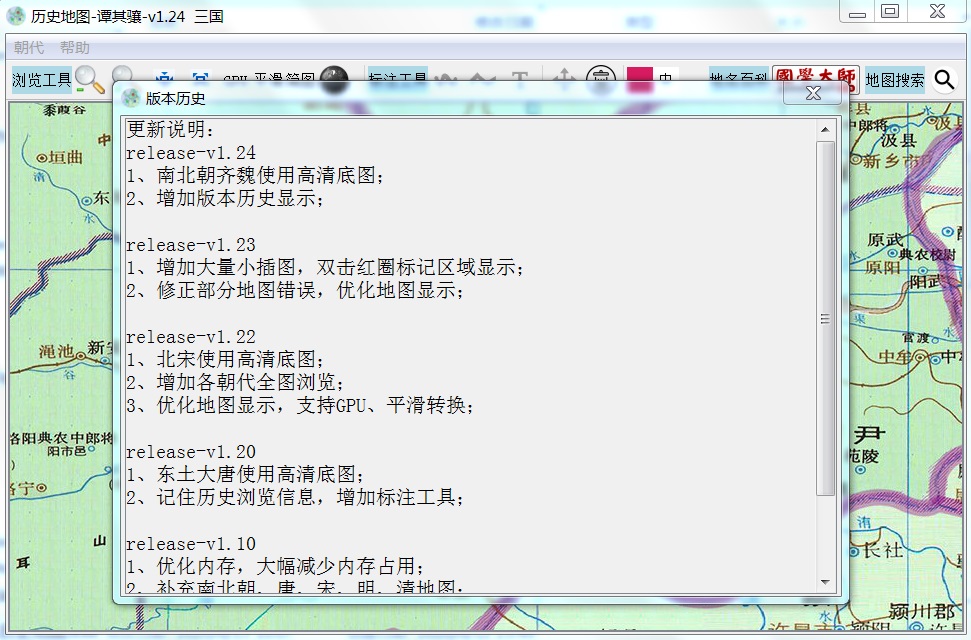 历史地图-谭其骧-v1.24 三国
朝代 帮助
浏览工具
标注工具
中
地名百科
國學大師
地图搜索
版本历史
更新说明:
release-v1.24
1、南北朝齐魏使用高清底图;
2、增加版本历史显示;
release-v1.23
1、增加大量小插图，双击红圈标记区域显示;
2、修正部分地图错误，优化地图显示;
release-v1.22
1、北宋使用高清底图;
2、增加各朝代全图浏览;
3、优化地图显示，支持GPU、平滑转换;
release-v1.20
1、东土大唐使用高清底图;
2、记住历史浏览信息，增加标注工具;
release-v1.10
1、优化内存，大幅减少内存占用;
2、补充南北朝、唐、宋、明、清地图;
黍葭谷
垣曲
清
东
水
渑池
新安
谷
洛阳典农中郎将
阳市邑
山
耳
中郎将
汲县
新乡市
原武
典农校尉
原阳
阳武
渠
水
官渡
中牟
尹
苑陵
洧
水
长社
颍川郡